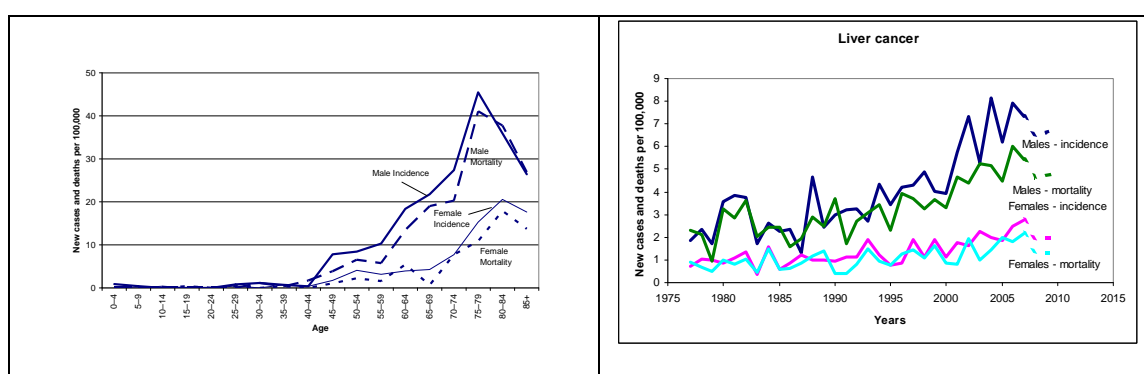 New cases and deaths per 100,000
50
40
30
20
10
0
Male Incidence
Male
Mortality
Female
Incidence
Female
Mortality
0–4
5–9
10–14
15–19
20–24
25–29
30–34
35–39
40–44
45–49
50–54
55–59
60–64
65–69
70–74
75–79
80–84
85+
Age
Liver cancer
New cases and deaths per 100,000
9
8
7
6
5
4
3
2
1
0
Males - incidence
Males - mortality
Females - incidence
Females - mortality
1975 1980 1985 1990 1995 2000 2005 2010 2015
Years